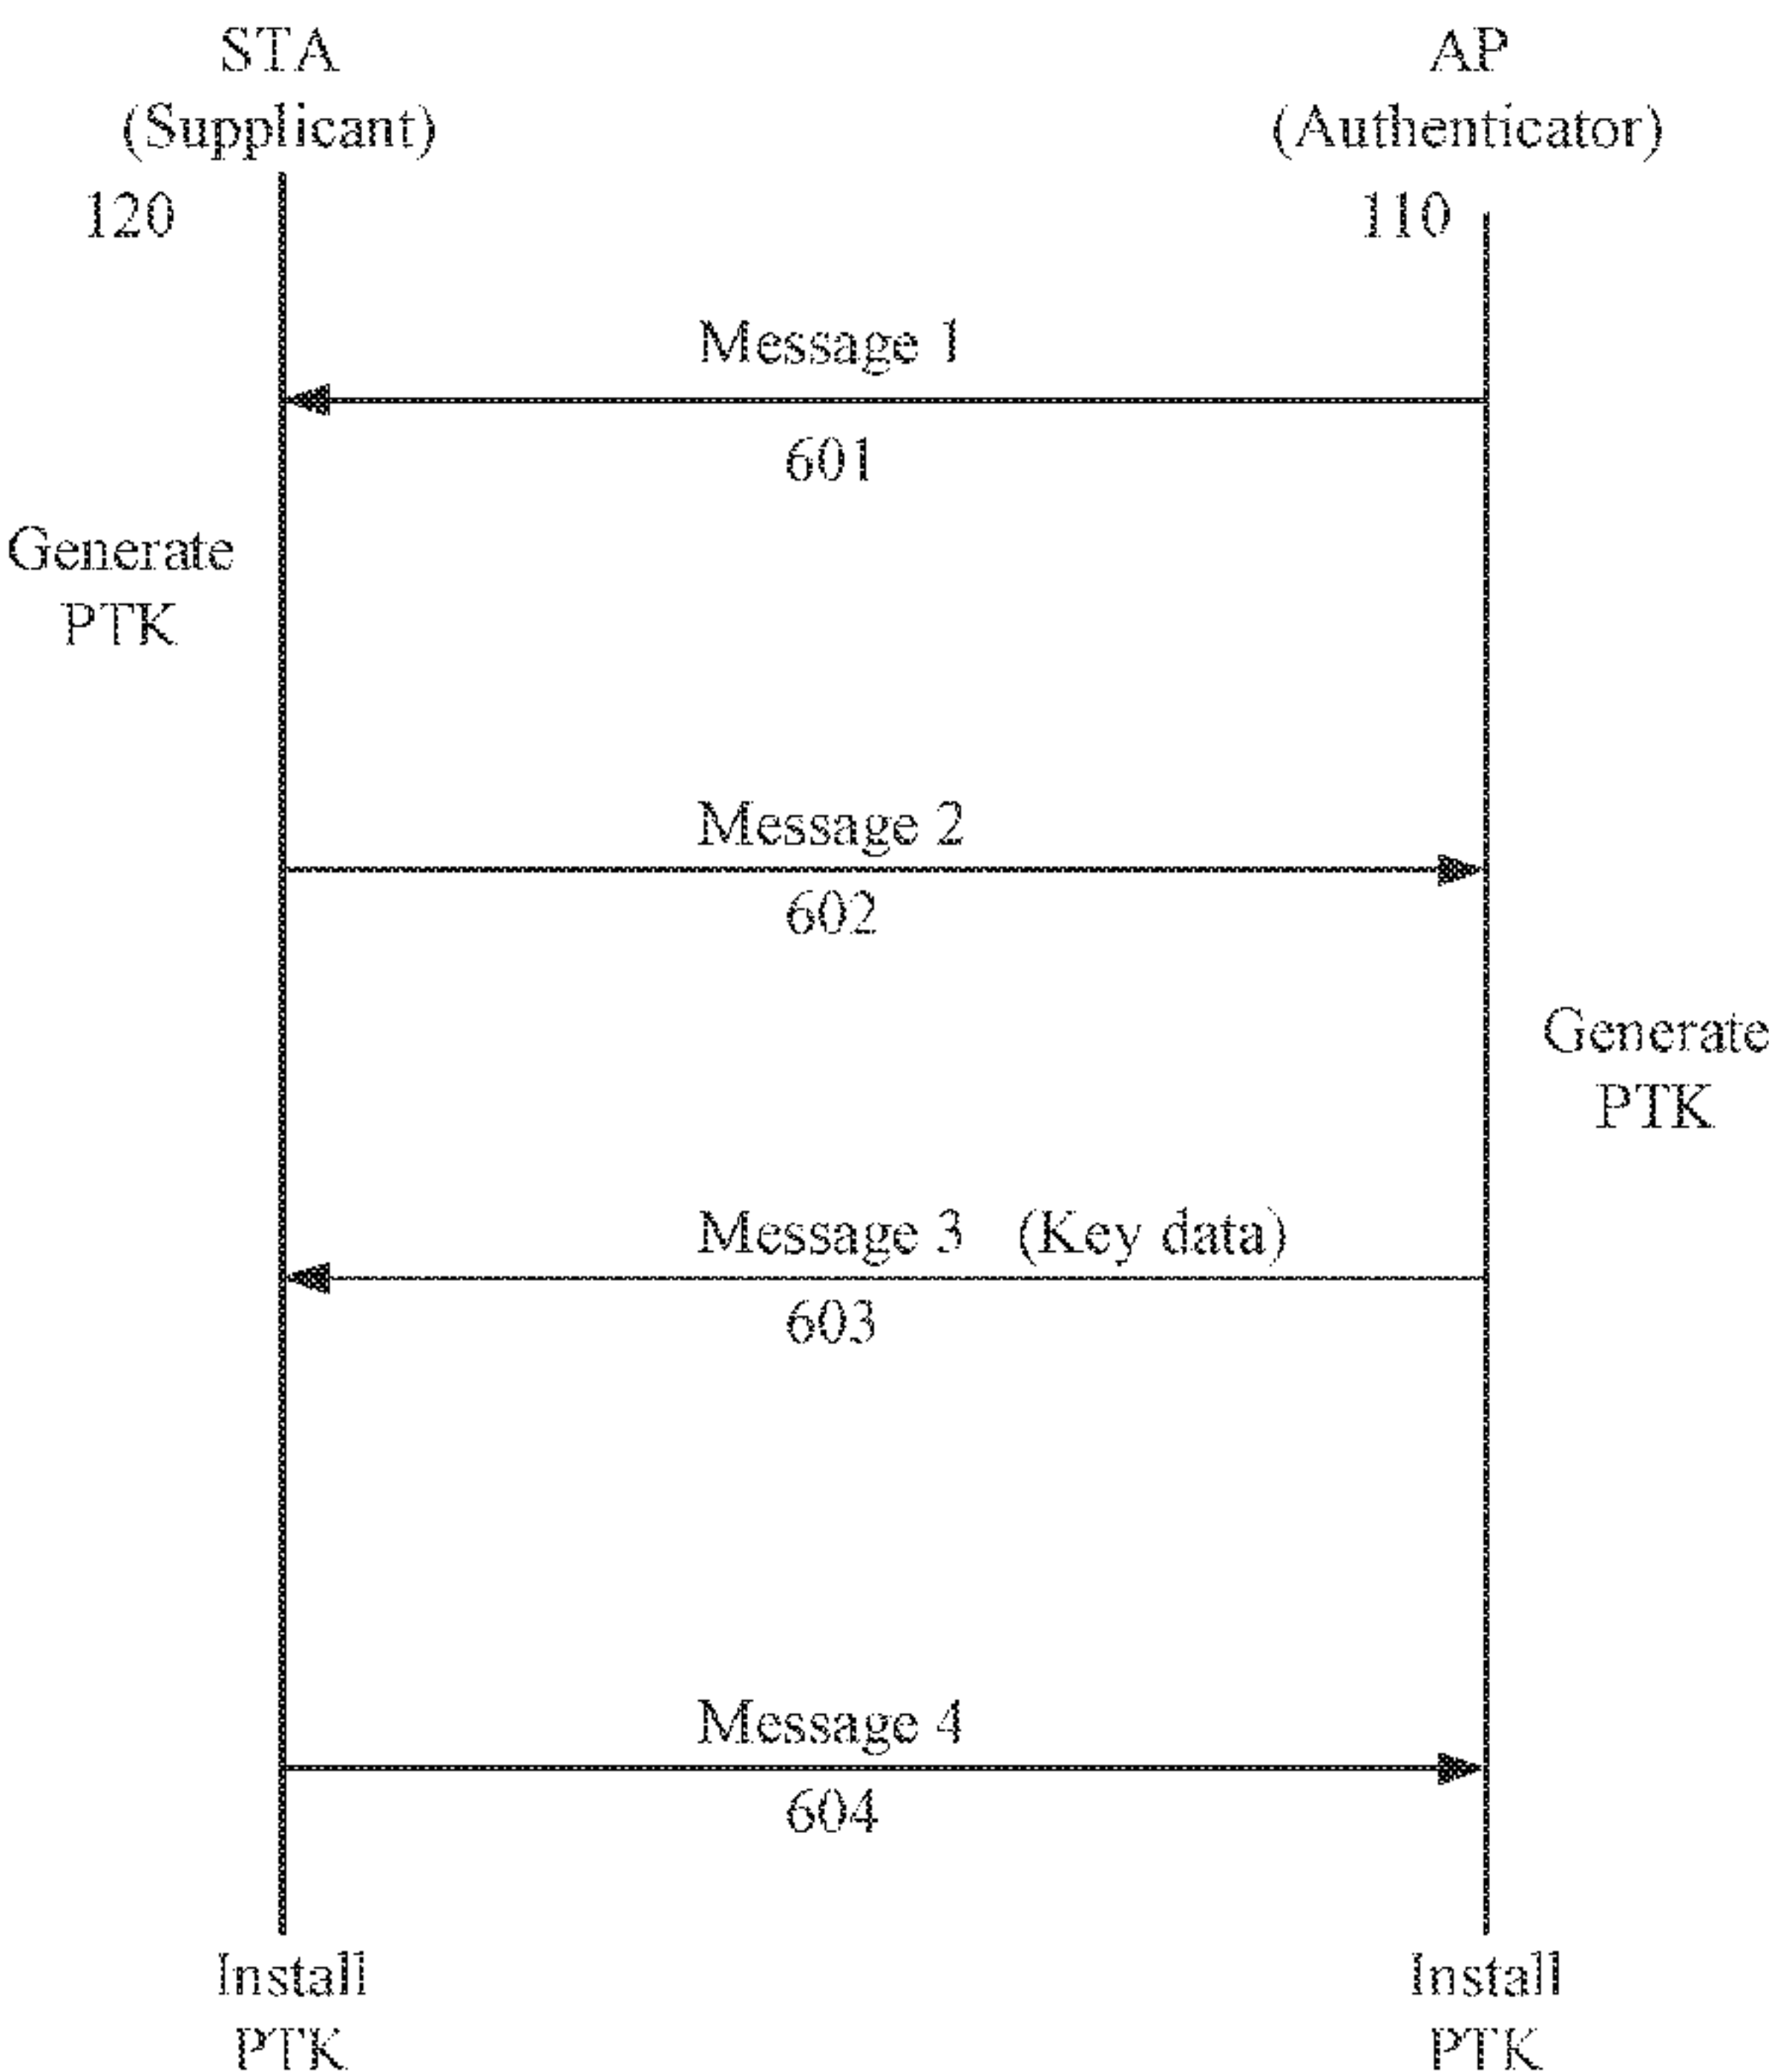 STA
(Supplicant)
120
AP
(Authenticator)
110
Message 1
601
Generate
PTK
Message 2
602
Generate
PTK
Message 3 (Key data)
603
Message 4
604
Install
PTK
Install
PTK